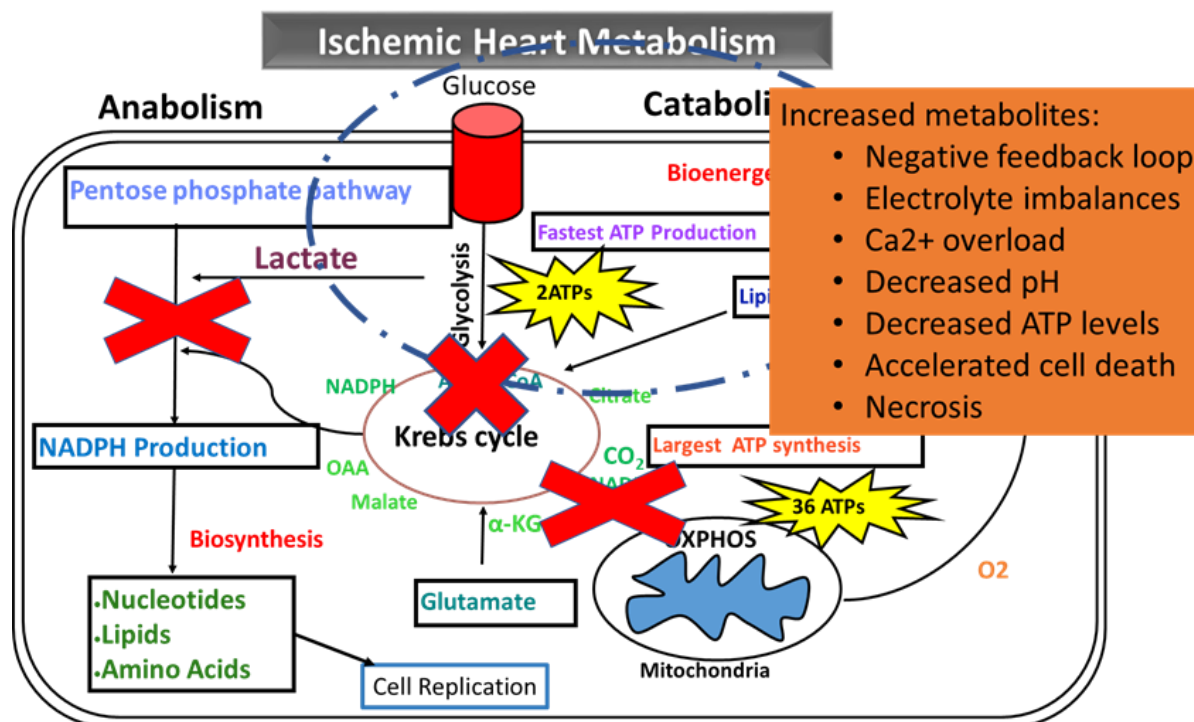 Ischemic Heart Metabolism
Glucose
Anabolism
Increased metabolites:
• Negative feedback loop
• Electrolyte imbalances
• Ca2+ overload
• Decreased pH
• Decreased ATP levels
• Accelerated cell death
• Necrosis
Pentose phosphate pathway
Fastest ATP Production
Lactate
Glycolysis
2ATPs
NADPH
Citrate
Krebs cycle
NADPH Production
OAA
Malate
α-KG
CO₂
Largest ATP synthesis
36 ATPs
OXPHOS
O2
Biosynthesis
Glutamate
Mitochondria
.Nucleotides
.Lipids
.Amino Acids
Cell Replication